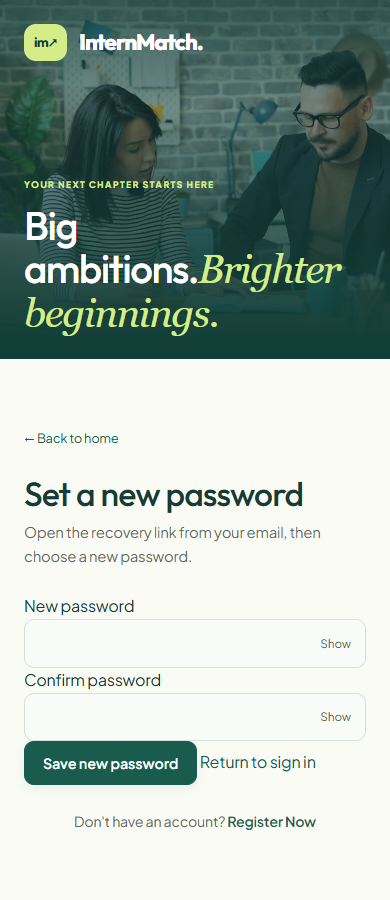 im↗ InternMatch.
YOUR NEXT CHAPTER STARTS HERE
Big
ambitions.Brighter
beginnings.
← Back to home
Set a new password
Open the recovery link from your email, then
choose a new password.
New password
Show
Confirm password
Show
Save new password Return to sign in
Don't have an account? Register Now